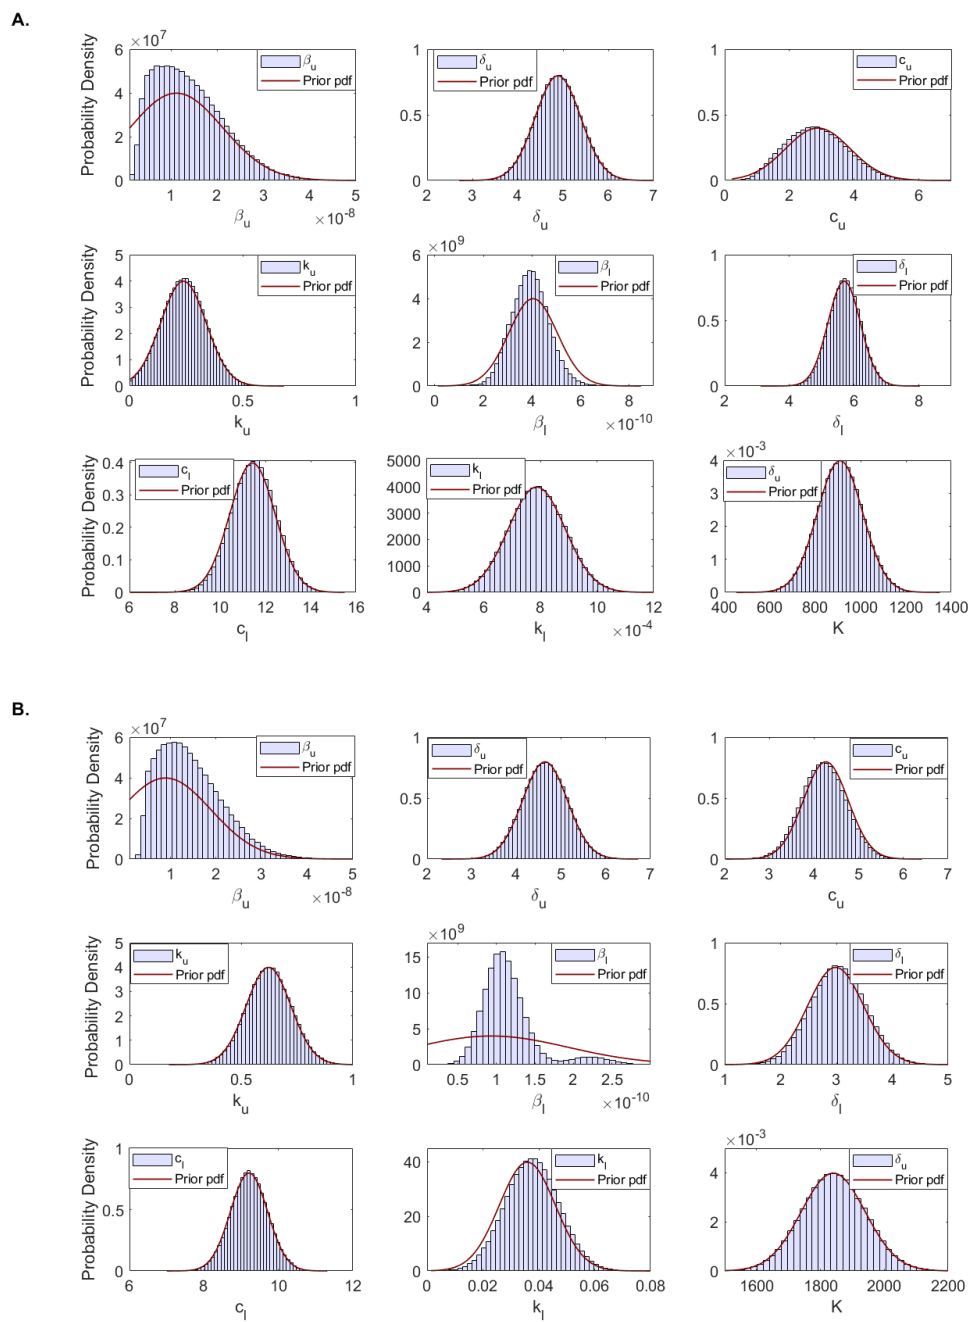 A.
×10⁷
β_u
Prior pdf
Probability Density
6
4
2
0
1 2 3 4 5
β_u ×10⁻⁸
δ_u
Prior pdf
1
0.5
0
2 3 4 5 6 7
δ_u
c_u
Prior pdf
1
0.5
0
0 2 4 6
c_u
k_u
Prior pdf
Probability Density
5
4
3
2
1
0
0 0.5 1
k_u
×10⁹
β_l
Prior pdf
6
4
2
0
0 2 4 6 8
β_l ×10⁻¹⁰
δ_l
Prior pdf
1
0.5
0
2 4 6 8
δ_l
c_l
Prior pdf
Probability Density
0.4
0.3
0.2
0.1
0
6 8 10 12 14 16
c_l
k_l
Prior pdf
5000
4000
3000
2000
1000
0
4 6 8 10 12
k_l ×10⁻⁴
×10⁻³
δ_u
Prior pdf
4
3
2
1
0
400 600 800 1000 1200 1400
K
B.
×10⁷
β_u
Prior pdf
Probability Density
6
4
2
0
1 2 3 4 5
β_u ×10⁻⁸
δ_u
Prior pdf
1
0.5
0
2 3 4 5 6 7
δ_u
c_u
Prior pdf
1
0.5
0
2 3 4 5 6 7
c_u
k_u
Prior pdf
Probability Density
5
4
3
2
1
0
0 0.5 1
k_u
×10⁹
β_l
Prior pdf
15
10
5
0
0.5 1 1.5 2 2.5
β_l ×10⁻¹⁰
δ_l
Prior pdf
1
0.5
0
1 2 3 4 5
δ_l
c_l
Prior pdf
Probability Density
1
0.5
0
6 8 10 12
c_l
k_l
Prior pdf
40
20
0
0 0.02 0.04 0.06 0.08
k_l
×10⁻³
δ_u
Prior pdf
4
2
0
1600 1800 2000 2200
K